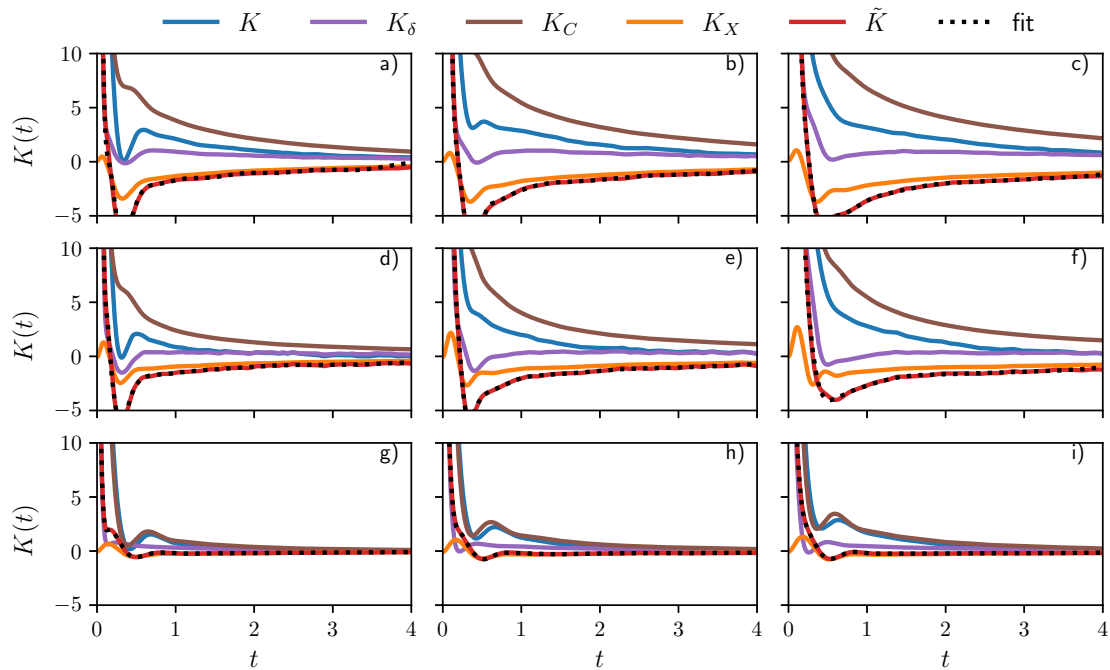 K K_δ K_C K_X K̃ fit
10 a) b) c)
5
K(t)
0
−5
10 d) e) f)
5
K(t)
0
−5
10 g) h) i)
5
K(t)
0
−5
0 1 2 3 4 0 1 2 3 4 0 1 2 3 4
t t t